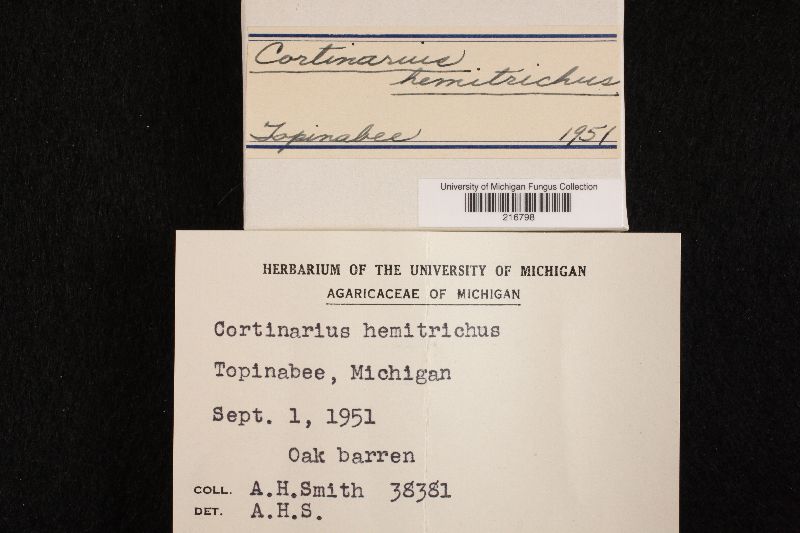 Cortinarius
hemitrichus
Topinabee 1951
University of Michigan Fungus Collection
216798
HERBARIUM OF THE UNIVERSITY OF MICHIGAN
AGARICACEAE OF MICHIGAN
Cortinarius hemitrichus
Topinabee, Michigan
Sept. 1, 1951
Oak barren
COLL. A.H.Smith 38381
DET. A.H.S.